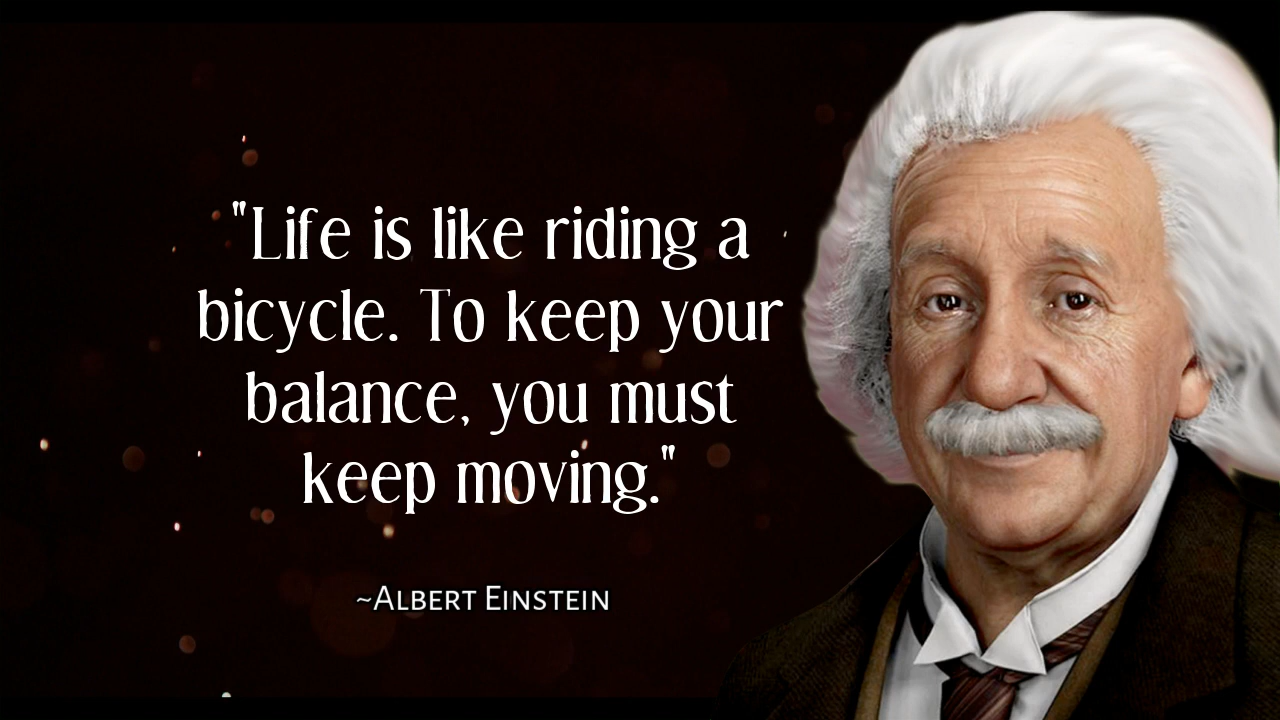 "Life is like riding a
bicycle. To keep your
balance, you must
keep moving."
~Albert Einstein